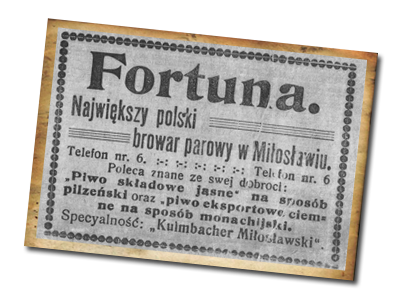 Fortuna.
Największy polski
browar parowy w Miłosławiu.
Telefon nr. 6. :-: :-: :-: :-: Telefon nr. 6
Poleca znane ze swej dobroci:
„Piwo składowe jasne" na sposób
pilzeński oraz „piwo eksportowe, ciem-
ne na sposób monachijski.
Specyalność: „Kulmbacher Miłosławski".